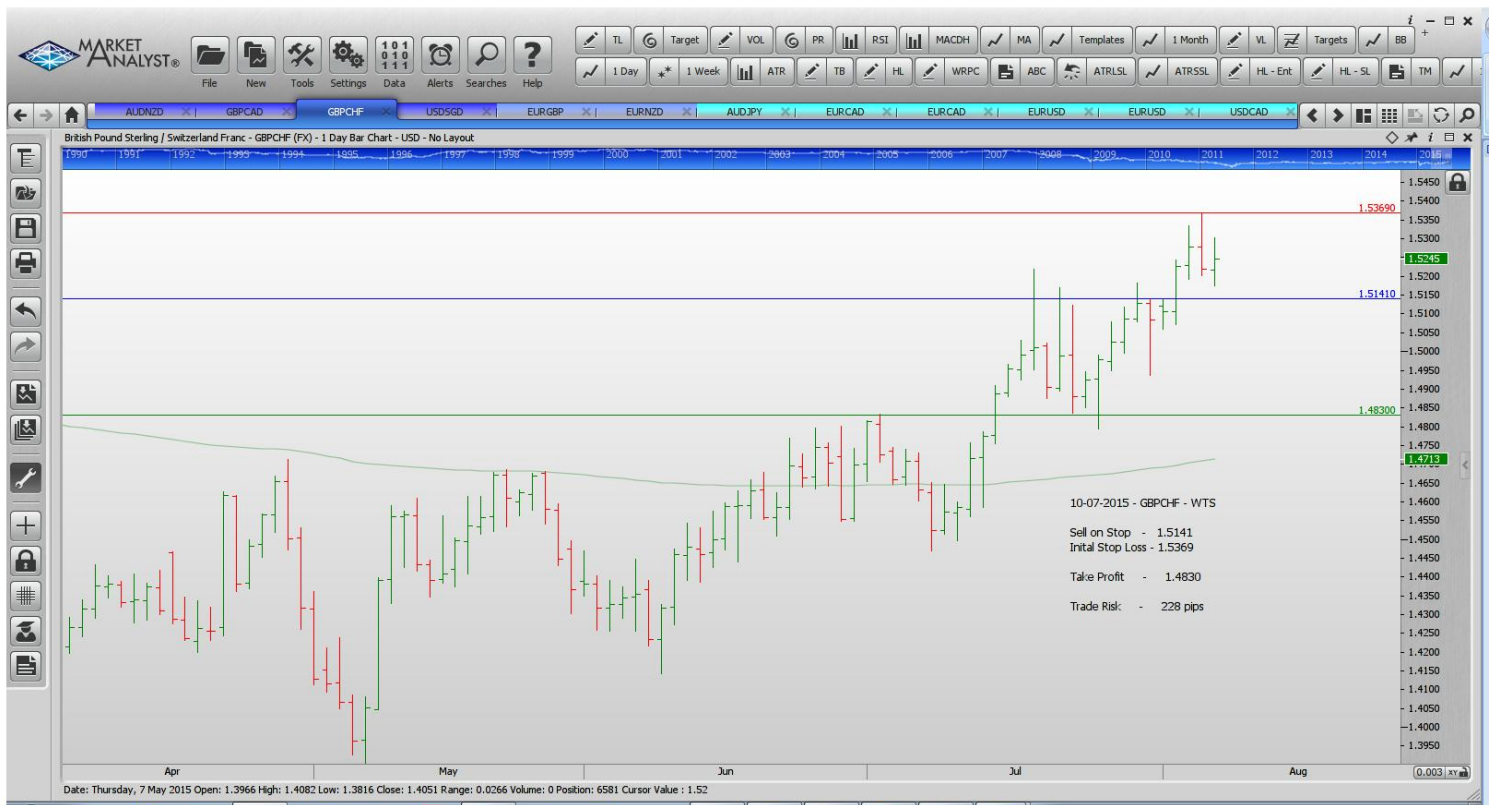 i
MARKET
ANALYST®
File New Tools Settings Data Alerts Searches Help
TL Target VOL PR RSI MACDH MA Templates 1 Month VL Targets BB
1 Day 1 Week ATR TB HL WRPC ABC ATRLSL ATRSSL HL - Ent HL - SL TM
AUDNZD GBPCAD GBPCHF USDSGD EURGBP EURNZD AUDJPY EURCAD EURCAD EURUSD EURUSD USDCAD
British Pound Sterling / Switzerland Franc - GBPCHF (FX) - 1 Day Bar Chart - USD - No Layout
1990 1991 1992 1993 1994 1995 1996 1997 1998 1999 2000 2001 2002 2003 2004 2005 2006 2007 2008 2009 2010 2011 2012 2013 2014 2015
1.5450
1.5400
1.53690
1.5350
1.5300
1.5245
1.5200
1.51410
1.5150
1.5100
1.5050
1.5000
1.4950
1.4900
1.4850
1.48300
1.4800
1.4750
1.4713
1.4650
1.4600
1.4550
1.4500
1.4450
1.4400
1.4350
1.4300
1.4250
1.4200
1.4150
1.4100
1.4050
1.4000
1.3950
10-07-2015 - GBPCHF - WTS
Sell on Stop - 1.5141
Inital Stop Loss - 1.5369
Take Profit - 1.4830
Trade Risk - 228 pips
Apr May Jun Jul Aug
0.003 XY
Date: Thursday, 7 May 2015 Open: 1.3966 High: 1.4082 Low: 1.3816 Close: 1.4051 Range: 0.0266 Volume: 0 Position: 6581 Cursor Value : 1.52